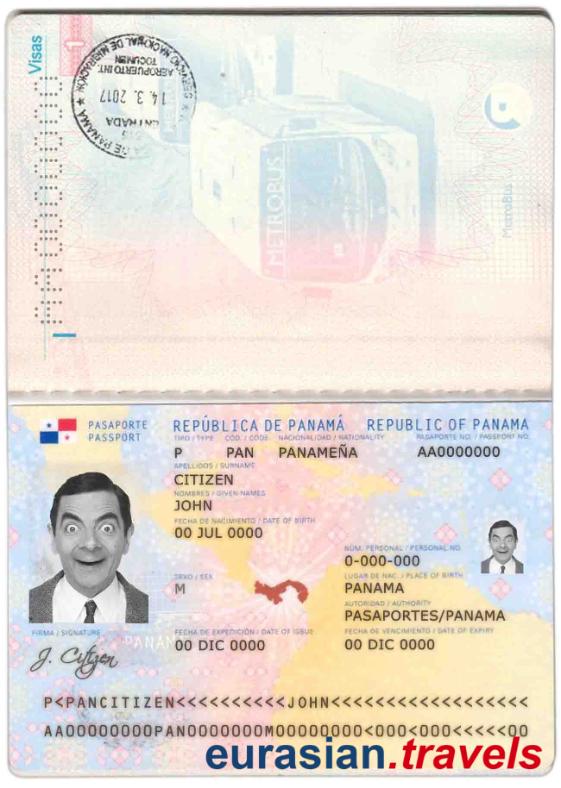 Visas
1
SERVICIO NACIONAL DE MIGRACIÓN
AEROPUERTO INT.
TOCUMEN
14. 3. 2017
ENTRADA
DE PANAMA
METROBUS
MetroBus
PASAPORTE
PASSPORT
REPÚBLICA DE PANAMÁ REPUBLIC OF PANAMA
TIPO / TYPE CÓD. / CODE NACIONALIDAD / NATIONALITY PASAPORTE NO. / PASSPORT NO.
P PAN PANAMEÑA AA0000000
APELLIDOS / SURNAME
CITIZEN
NOMBRES / GIVEN NAMES
JOHN
FECHA DE NACIMIENTO / DATE OF BIRTH
00 JUL 0000
NÚM. PERSONAL / PERSONAL NO.
0-000-000
SEXO / SEX
M
LUGAR DE NAC. / PLACE OF BIRTH
PANAMA
AUTORIDAD / AUTHORITY
PASAPORTES/PANAMA
FIRMA / SIGNATURE
J. Citizen
PANAM
FECHA DE EXPEDICIÓN / DATE OF ISSUE
00 DIC 0000
FECHA DE VENCIMIENTO / DATE OF EXPIRY
00 DIC 0000
P<PANCITIZEN<<<<<<<<<<JOHN<<<<<<<<<<<<<<<<<<
AA00000000PAN0000000M00000000<000<000<<<<<00
eurasian.travels